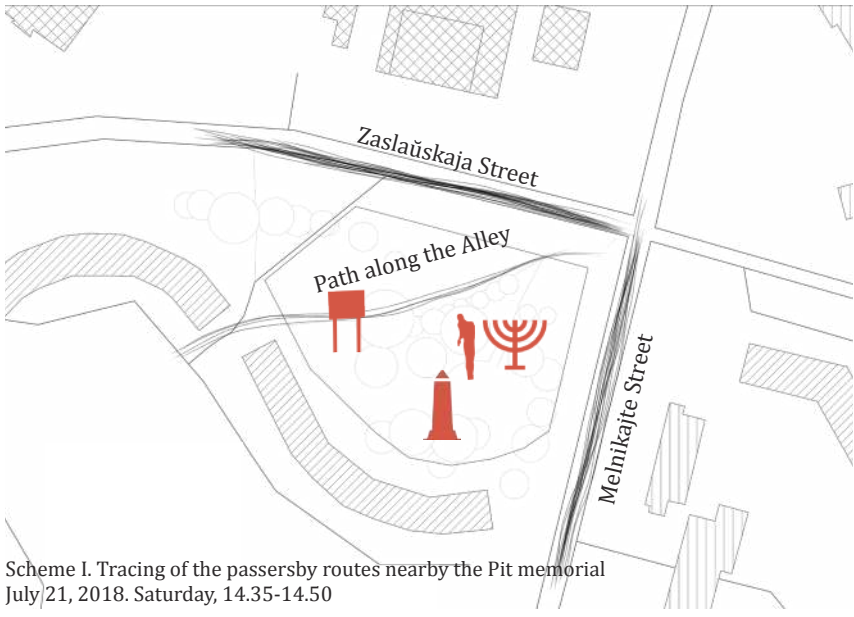 Zaslaŭskaja Street
Path along the Alley
Melnikajte Street
Scheme I. Tracing of the passersby routes nearby the Pit memorial
July 21, 2018. Saturday, 14.35-14.50